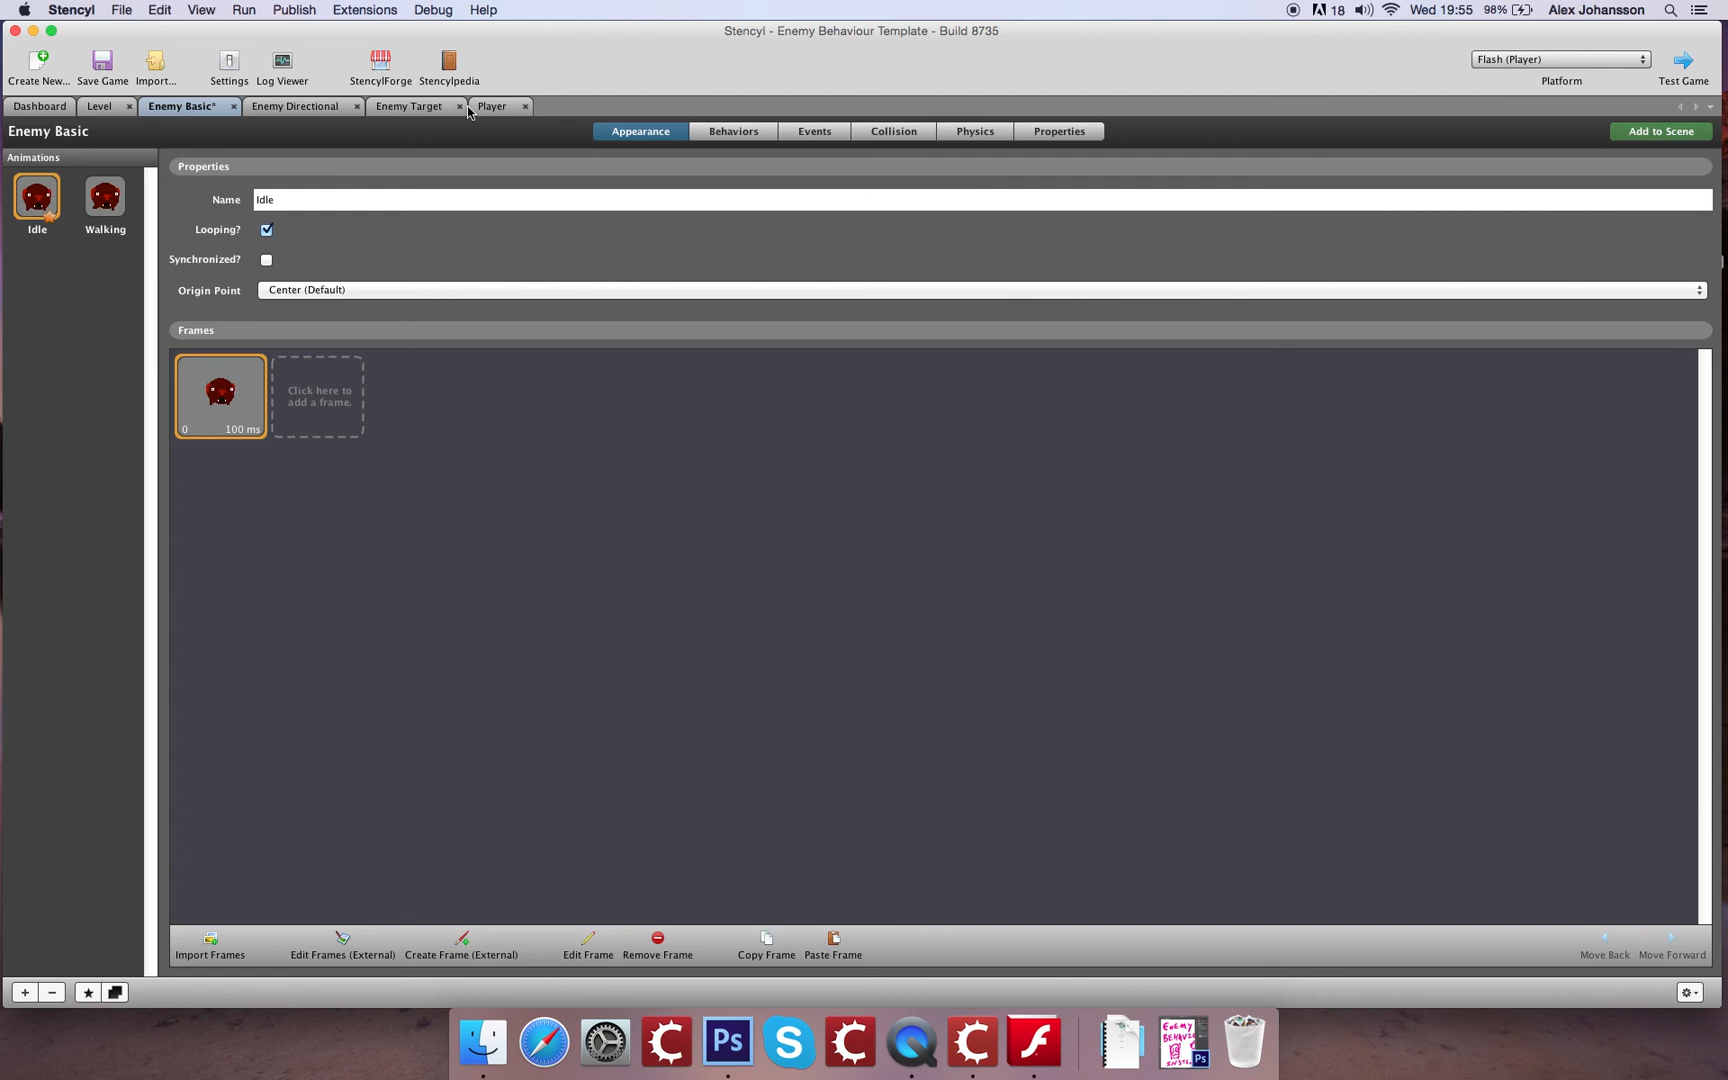 Stencyl File Edit View Run Publish Extensions Debug Help 18 Wed 19:55 98% Alex Johansson
Stencyl - Enemy Behaviour Template - Build 8735
Create New... Save Game Import... Settings Log Viewer StencylForge Stencylpedia Flash (Player) Platform Test Game
Dashboard Level Enemy Basic* Enemy Directional Enemy Target Player
Enemy Basic Appearance Behaviors Events Collision Physics Properties Add to Scene
Animations
Idle Walking
Properties
Name Idle
Looping?
Synchronized?
Origin Point Center (Default)
Frames
0 100 ms
Click here to
add a frame.
Import Frames Edit Frames (External) Create Frame (External) Edit Frame Remove Frame Copy Frame Paste Frame Move Back Move Forward
Ps
ENEMY
Ps